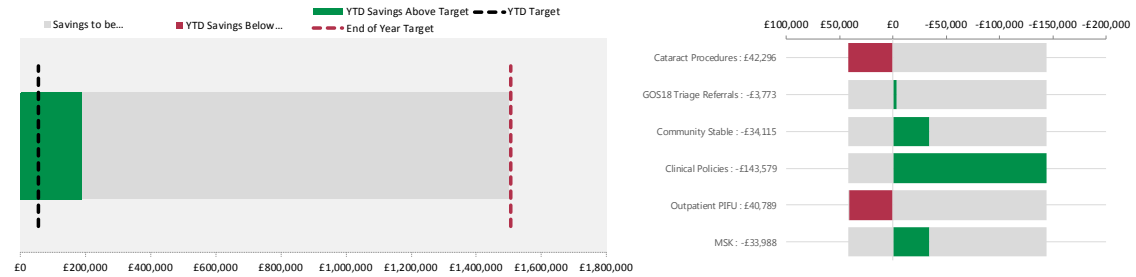 Savings to be...
YTD Savings Below...
YTD Savings Above Target
YTD Target
End of Year Target
£0 £200,000 £400,000 £600,000 £800,000 £1,000,000 £1,200,000 £1,400,000 £1,600,000 £1,800,000
£100,000 £50,000 £0 -£50,000 -£100,000 -£150,000 -£200,000
Cataract Procedures : £42,296
GOS18 Triage Referrals : -£3,773
Community Stable : -£34,115
Clinical Policies : -£143,579
Outpatient PIFU : £40,789
MSK : -£33,988